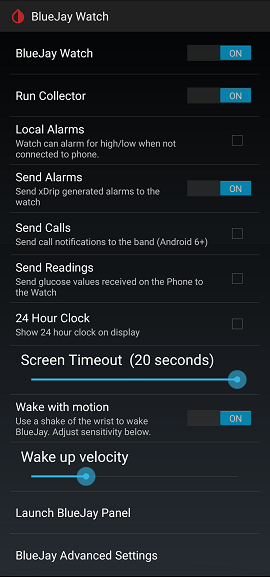 BlueJay Watch
BlueJay Watch
ON
Run Collector
ON
Local Alarms
Watch can alarm for high/low when not
connected to phone.
Send Alarms
Send xDrip generated alarms to the
watch
ON
Send Calls
Send call notifications to the band (Android 6+)
Send Readings
Send glucose values received on the Phone to
the Watch
24 Hour Clock
Show 24 hour clock on display
Screen Timeout (20 seconds)
Wake with motion
Use a shake of the wrist to wake
BlueJay. Adjust sensitivity below.
ON
Wake up velocity
Launch BlueJay Panel
BlueJay Advanced Settings